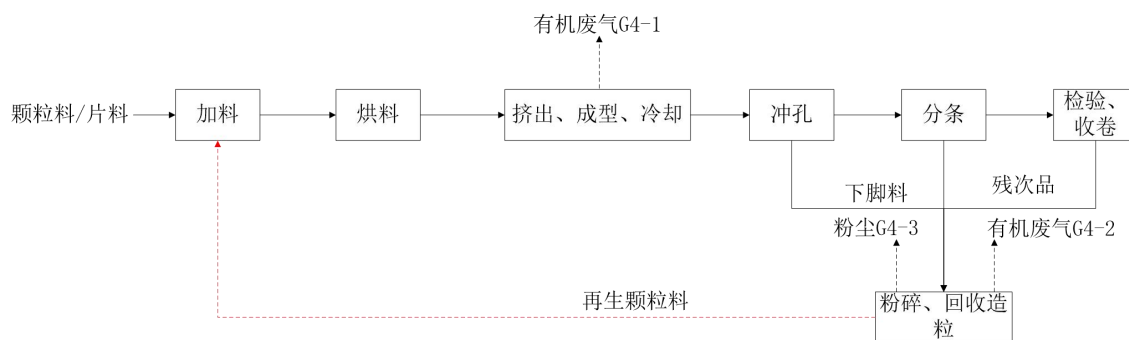 有机废气G4-1
颗粒料/片料
加料
烘料
挤出、成型、冷却
冲孔
分条
检验、
收卷
下脚料
残次品
粉尘G4-3
有机废气G4-2
再生颗粒料
粉碎、回收造
粒